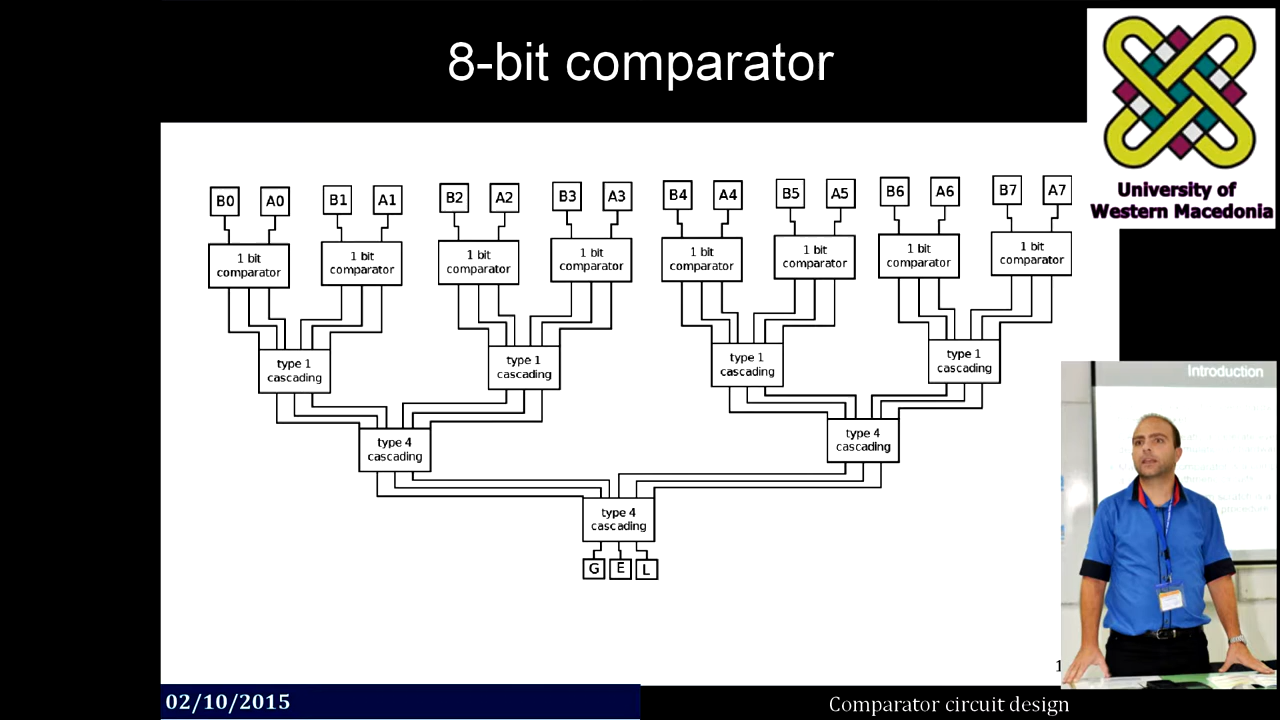 8-bit comparator
University of
Western Macedonia
B0 A0 B1 A1 B2 A2 B3 A3 B4 A4 B5 A5 B6 A6 B7 A7
1 bit
comparator
1 bit
comparator
1 bit
comparator
1 bit
comparator
1 bit
comparator
1 bit
comparator
1 bit
comparator
1 bit
comparator
type 1
cascading
type 1
cascading
type 1
cascading
type 1
cascading
type 4
cascading
type 4
cascading
type 4
cascading
G E L
Introduction
02/10/2015
Comparator circuit design